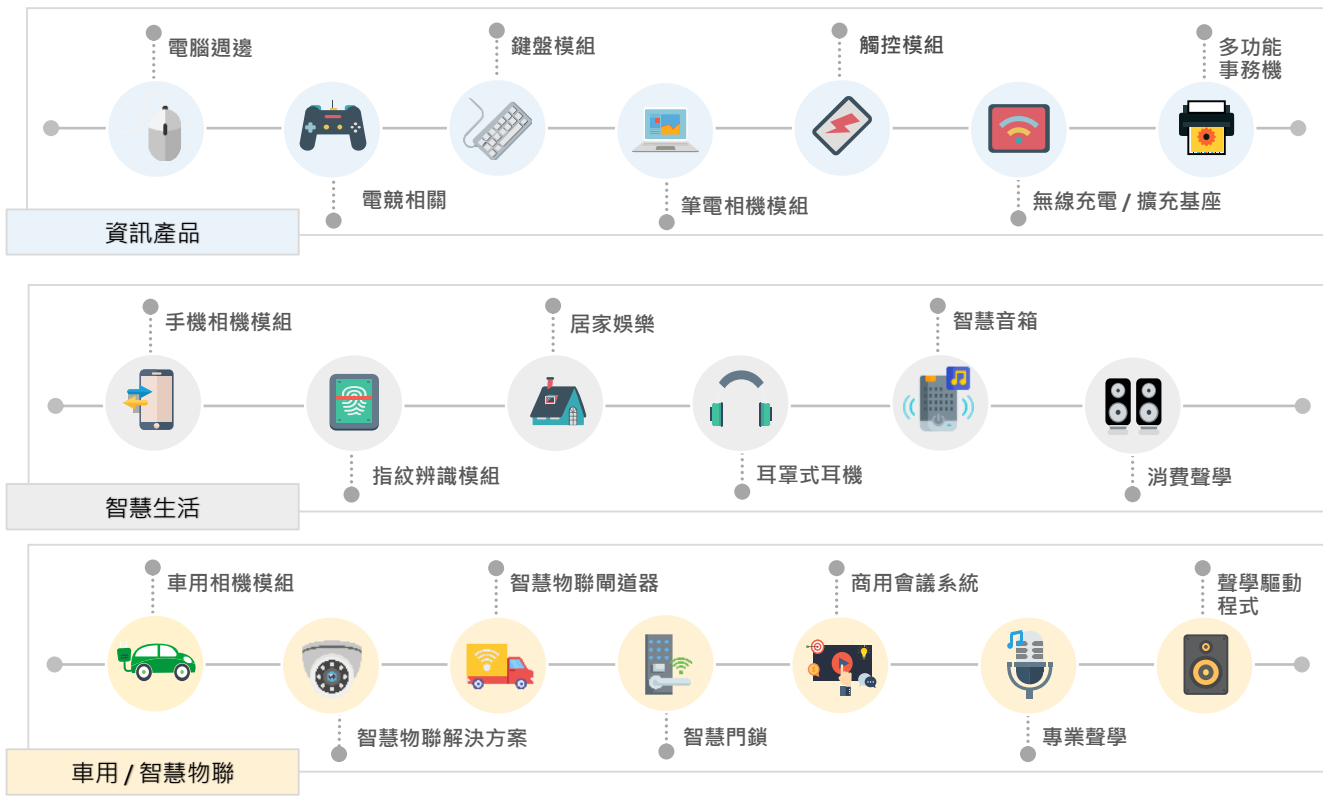 電腦週邊
鍵盤模組
觸控模組
多功能
事務機
電競相關
筆電相機模組
無線充電 / 擴充基座
資訊產品
手機相機模組
居家娛樂
智慧音箱
指紋辨識模組
耳罩式耳機
消費聲學
智慧生活
車用相機模組
智慧物聯閘道器
商用會議系統
聲學驅動
程式
智慧物聯解決方案
智慧門鎖
專業聲學
車用 / 智慧物聯